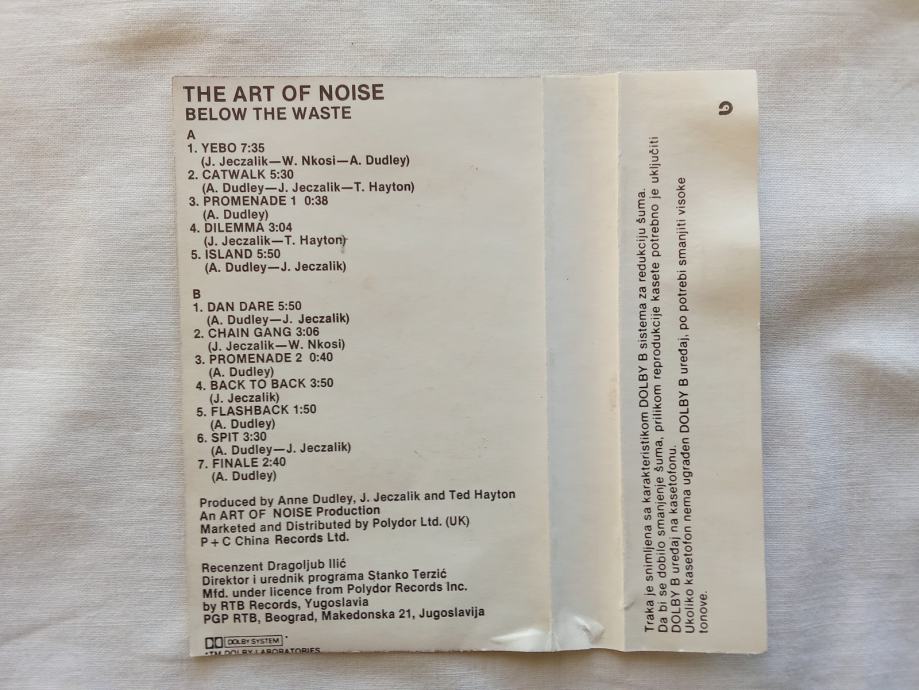 THE ART OF NOISE
BELOW THE WASTE
A
1. YEBO 7:35
(J. Jeczalik—W. Nkosi—A. Dudley)
2. CATWALK 5:30
(A. Dudley—J. Jeczalik—T. Hayton)
3. PROMENADE 1 0:38
(A. Dudley)
4. DILEMMA 3:04
(J. Jeczalik—T. Hayton)
5. ISLAND 5:50
(A. Dudley—J. Jeczalik)
B
1. DAN DARE 5:50
(A. Dudley—J. Jeczalik)
2. CHAIN GANG 3:06
(J. Jeczalik—W. Nkosi)
3. PROMENADE 2 0:40
(A. Dudley)
4. BACK TO BACK 3:50
(J. Jeczalik)
5. FLASHBACK 1:50
(A. Dudley)
6. SPIT 3:30
(A. Dudley—J. Jeczalik)
7. FINALE 2:40
(A. Dudley)
Produced by Anne Dudley, J. Jeczalik and Ted Hayton
An ART OF NOISE Production
Marketed and Distributed by Polydor Ltd. (UK)
P + C China Records Ltd.
Recenzent Dragoljub Ilić
Direktor i urednik programa Stanko Terzić
Mfd. under licence from Polydor Records Inc.
by RTB Records, Yugoslavia
PGP RTB, Beograd, Makedonska 21, Jugoslavija
DOLBY SYSTEM *
*TM DOLBY LABORATORIES
Traka je snimljena sa karakteristikom DOLBY B sistema za redukciju šuma.
Da bi se dobilo smanjenje šuma, prilikom reprodukcije kasete potrebno je uključiti
DOLBY B uređaj na kasetofonu.
Ukoliko kasetofon nema ugrađen DOLBY B uređaj, po potrebi smanjiti visoke
tonove.